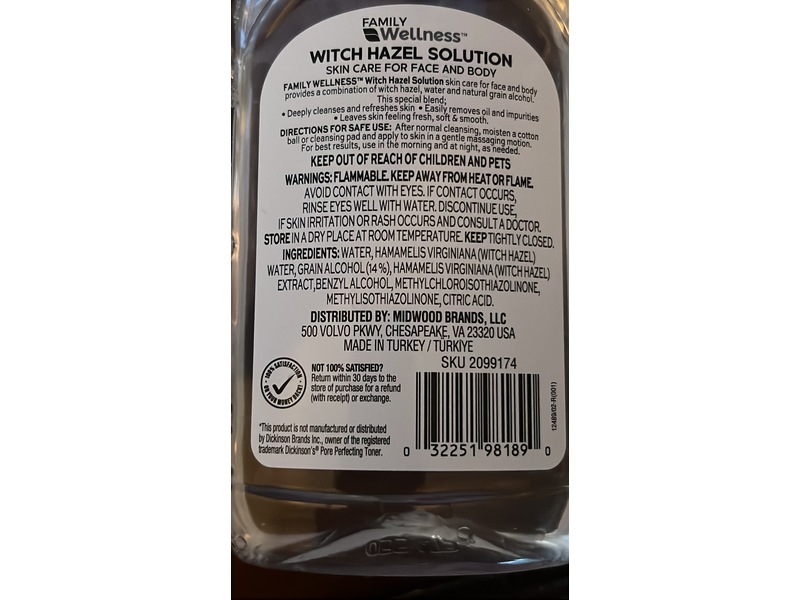 FAMILY
Wellness™
WITCH HAZEL SOLUTION
SKIN CARE FOR FACE AND BODY
FAMILY WELLNESS™ Witch Hazel Solution skin care for face and body
provides a combination of witch hazel, water and natural grain alcohol.
This special blend;
• Deeply cleanses and refreshes skin • Easily removes oil and impurities
• Leaves skin feeling fresh, soft & smooth.
DIRECTIONS FOR SAFE USE: After normal cleansing, moisten a cotton
ball or cleansing pad and apply to skin in a gentle massaging motion.
For best results, use in the morning and at night, as needed.
KEEP OUT OF REACH OF CHILDREN AND PETS
WARNINGS: FLAMMABLE. KEEP AWAY FROM HEAT OR FLAME.
AVOID CONTACT WITH EYES. IF CONTACT OCCURS,
RINSE EYES WELL WITH WATER. DISCONTINUE USE,
IF SKIN IRRITATION OR RASH OCCURS AND CONSULT A DOCTOR.
STORE IN A DRY PLACE AT ROOM TEMPERATURE. KEEP TIGHTLY CLOSED.
INGREDIENTS: WATER, HAMAMELIS VIRGINIANA (WITCH HAZEL)
WATER, GRAIN ALCOHOL (14%), HAMAMELIS VIRGINIANA (WITCH HAZEL)
EXTRACT, BENZYL ALCOHOL, METHYLCHLOROISOTHIAZOLINONE,
METHYLISOTHIAZOLINONE, CITRIC ACID.
DISTRIBUTED BY: MIDWOOD BRANDS, LLC
500 VOLVO PKWY, CHESAPEAKE, VA 23320 USA
MADE IN TURKEY / TÜRKIYE
SKU 2099174
100% SATISFACTION
OR YOUR MONEY BACK!
NOT 100% SATISFIED?
Return within 30 days to the
store of purchase for a refund
(with receipt) or exchange.
*This product is not manufactured or distributed
by Dickinson Brands Inc., owner of the registered
trademark Dickinson's® Pore Perfecting Toner.
0 32251 98189 0
12489/02-R(001)